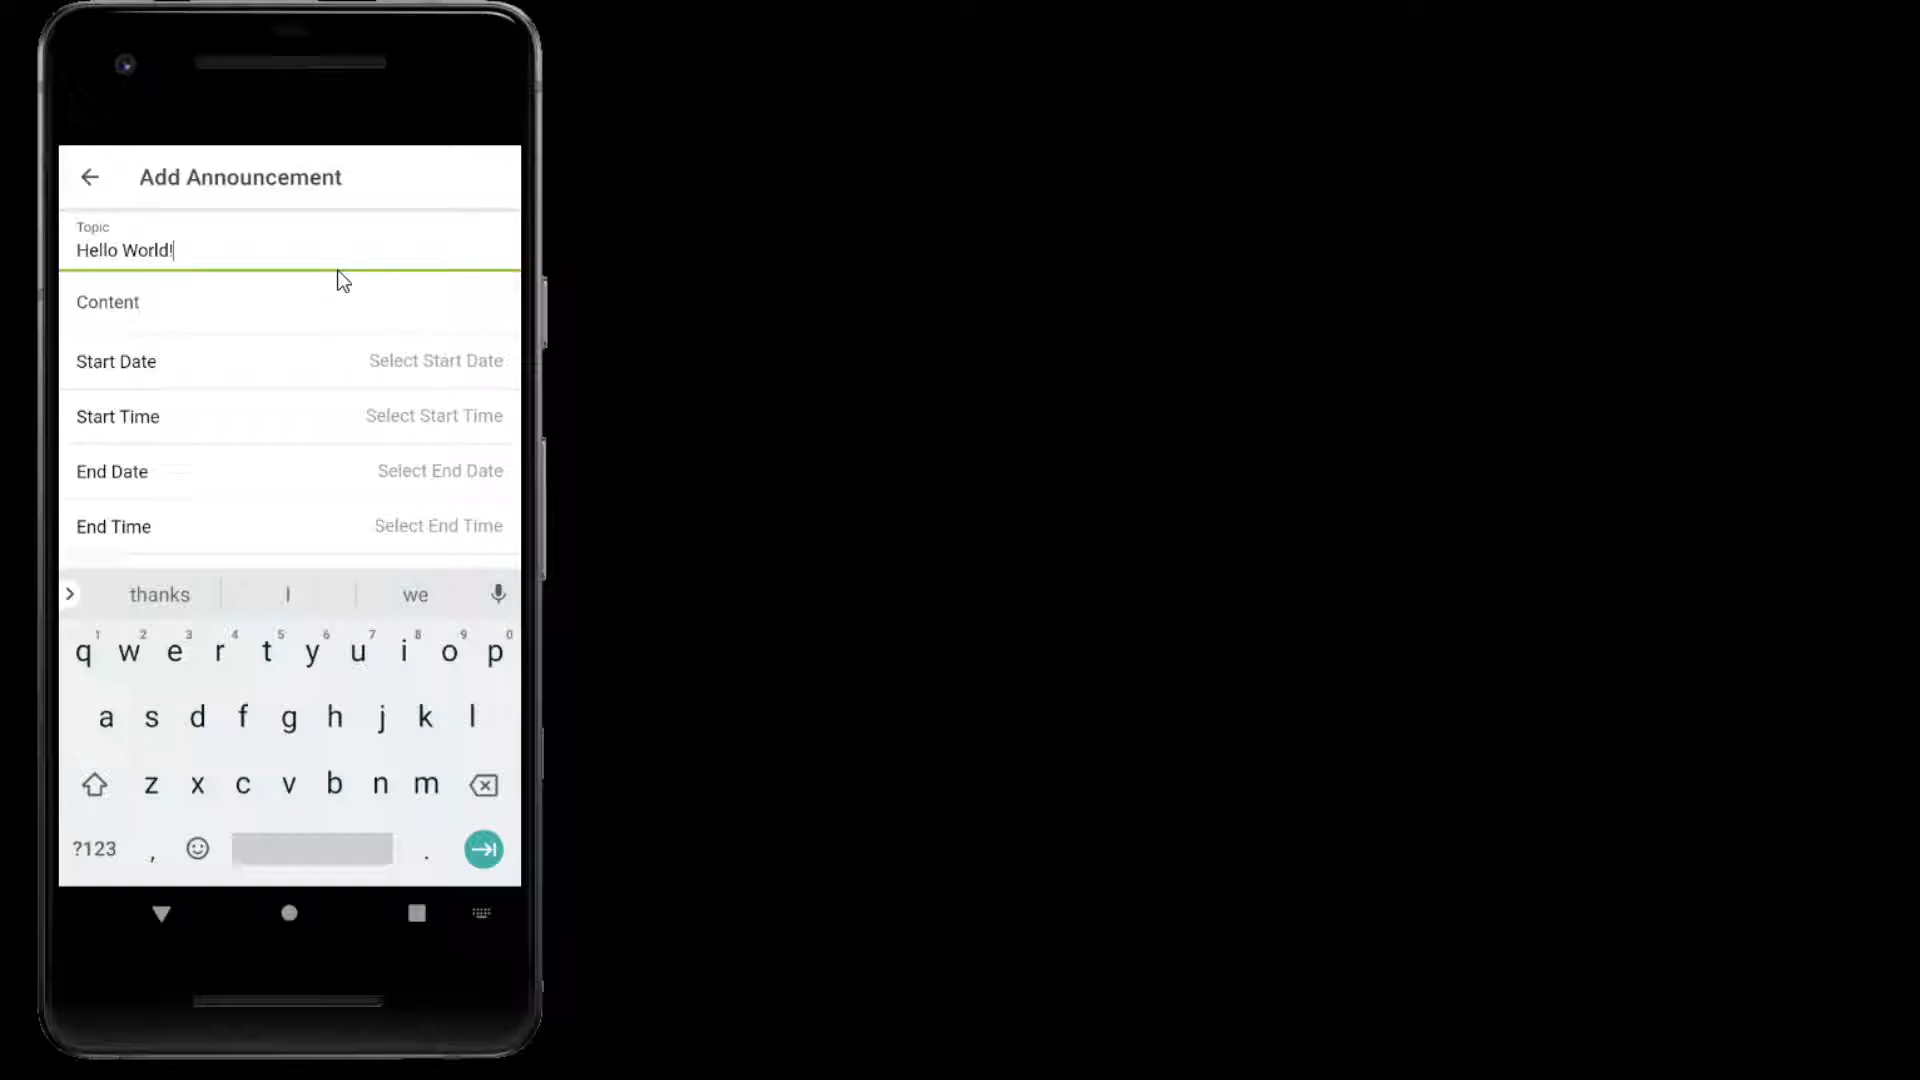 Add Announcement
Topic
Hello World!
Content
Start Date Select Start Date
Start Time Select Start Time
End Date Select End Date
End Time Select End Time
thanks I we
1 2 3 4 5 6 7 8 9 0
q w e r t y u i o p
a s d f g h j k l
z x c v b n m
?123 , .